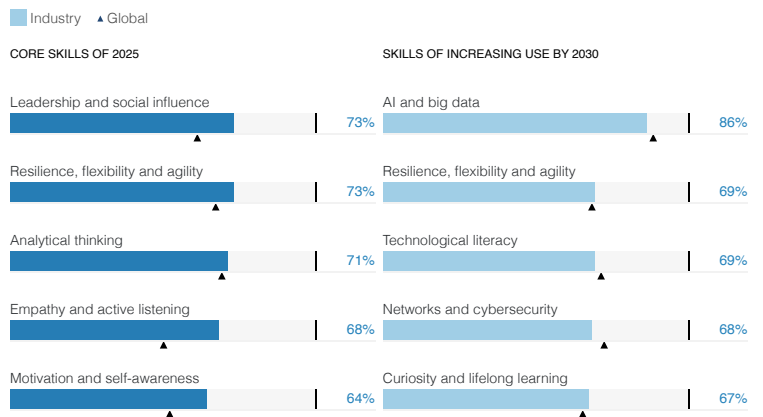 Industry Global
CORE SKILLS OF 2025
Leadership and social influence
73%
Resilience, flexibility and agility
73%
Analytical thinking
71%
Empathy and active listening
68%
Motivation and self-awareness
64%
SKILLS OF INCREASING USE BY 2030
AI and big data
86%
Resilience, flexibility and agility
69%
Technological literacy
69%
Networks and cybersecurity
68%
Curiosity and lifelong learning
67%